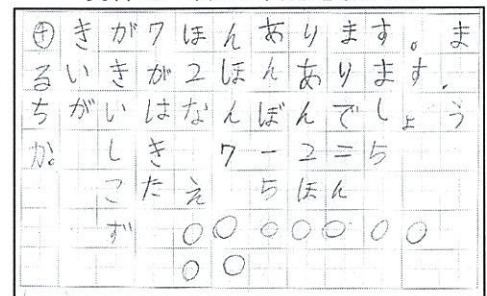 きが7ほんあります。ま
るいきが2ほんあります.
ちがいはなんぼんでしょう
か。 しき 7-2=5
こたえ 5ほん
ず ○○○○○○○
○○